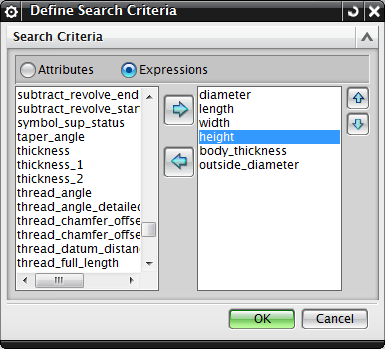 Define Search Criteria
Search Criteria
Attributes
Expressions
subtract_revolve_end
subtract_revolve_star
symbol_sup_status
taper_angle
thickness
thickness_1
thickness_2
thread_angle
thread_angle_detailed
thread_chamfer_offse
thread_chamfer_offse
thread_datum_distan
thread_full_length
diameter
length
width
height
body_thickness
outside_diameter
OK
Cancel